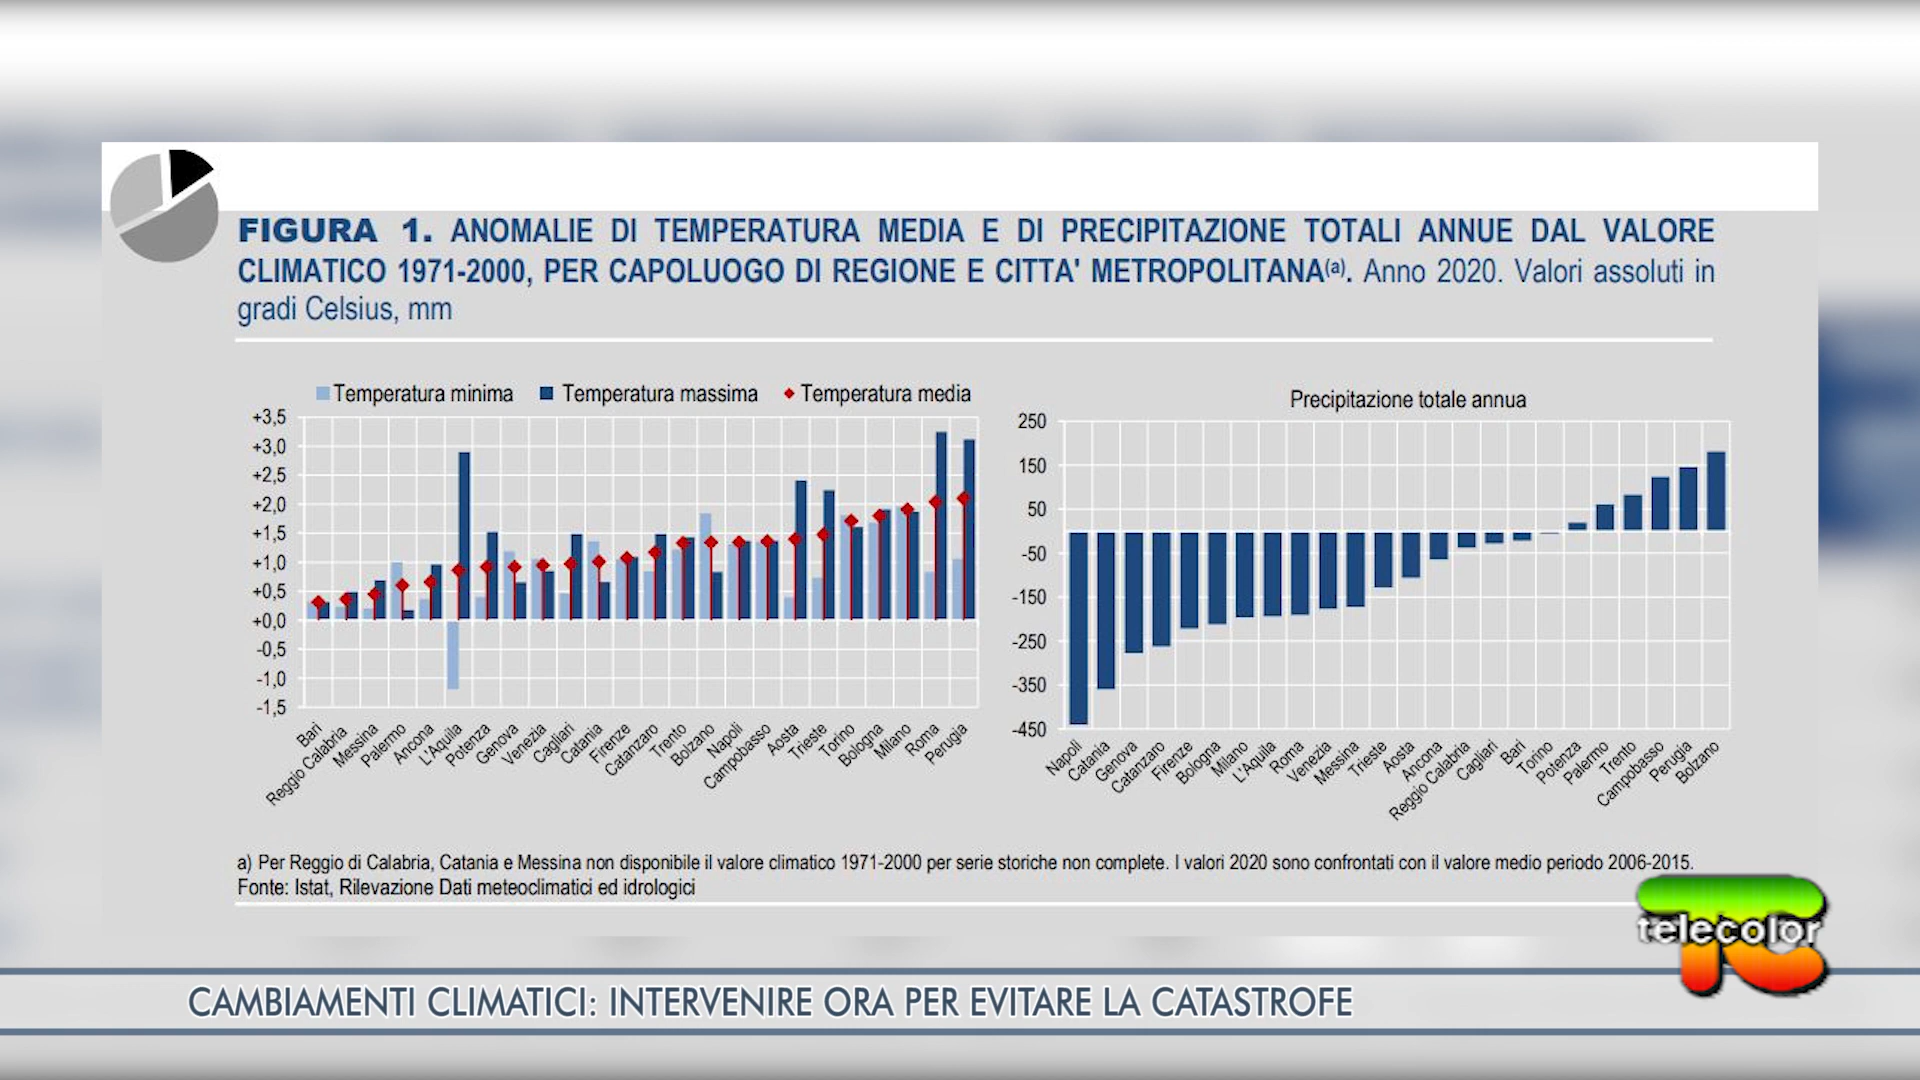 FIGURA 1. ANOMALIE DI TEMPERATURA MEDIA E DI PRECIPITAZIONE TOTALI ANNUE DAL VALORE
CLIMATICO 1971-2000, PER CAPOLUOGO DI REGIONE E CITTA' METROPOLITANA(a). Anno 2020. Valori assoluti in
gradi Celsius, mm
Temperatura minima Temperatura massima Temperatura media
+3,5
+3,0
+2,5
+2,0
+1,5
+1,0
+0,5
+0,0
-0,5
-1,0
-1,5
Bari
Reggio Calabria
Messina
Palermo
Ancona
L'Aquila
Potenza
Genova
Venezia
Cagliari
Catania
Firenze
Catanzaro
Trento
Bolzano
Napoli
Campobasso
Aosta
Trieste
Torino
Bologna
Milano
Roma
Perugia
Precipitazione totale annua
250
150
50
-50
-150
-250
-350
-450
Napoli
Catania
Genova
Catanzaro
Firenze
Bologna
Milano
L'Aquila
Roma
Venezia
Messina
Trieste
Aosta
Ancona
Reggio Calabria
Cagliari
Bari
Torino
Potenza
Palermo
Trento
Campobasso
Perugia
Bolzano
a) Per Reggio di Calabria, Catania e Messina non disponibile il valore climatico 1971-2000 per serie storiche non complete. I valori 2020 sono confrontati con il valore medio periodo 2006-2015.
Fonte: Istat, Rilevazione Dati meteoclimatici ed idrologici
telecolor
CAMBIAMENTI CLIMATICI: INTERVENIRE ORA PER EVITARE LA CATASTROFE